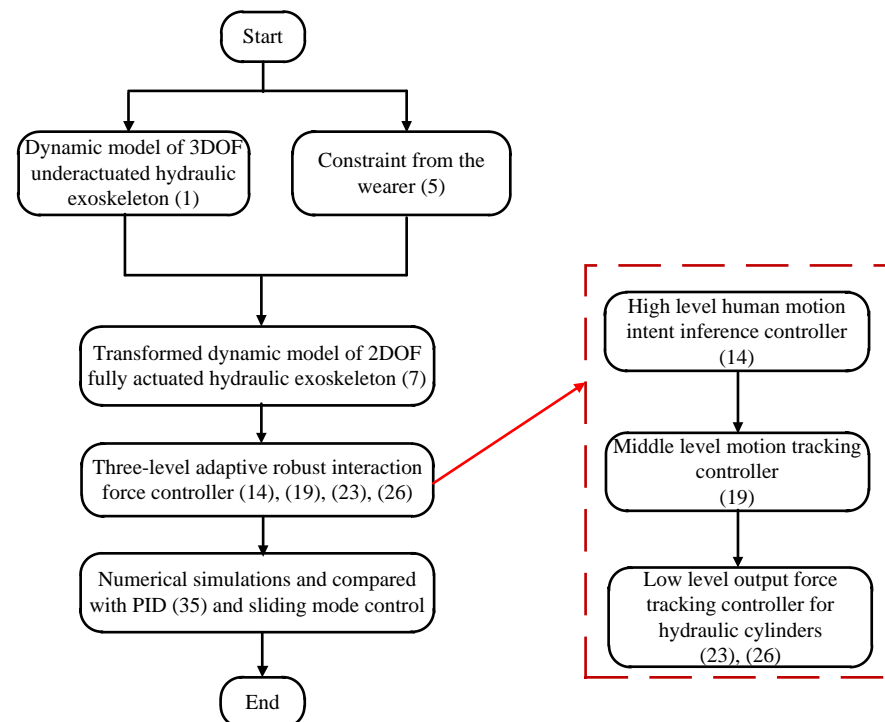 Start
Dynamic model of 3DOF
underactuated hydraulic
exoskeleton (1)
Constraint from the
wearer (5)
Transformed dynamic model of 2DOF
fully actuated hydraulic exoskeleton (7)
Three-level adaptive robust interaction
force controller (14), (19), (23), (26)
Numerical simulations and compared
with PID (35) and sliding mode control
End
High level human motion
intent inference controller
(14)
Middle level motion tracking
controller
(19)
Low level output force
tracking controller for
hydraulic cylinders
(23), (26)